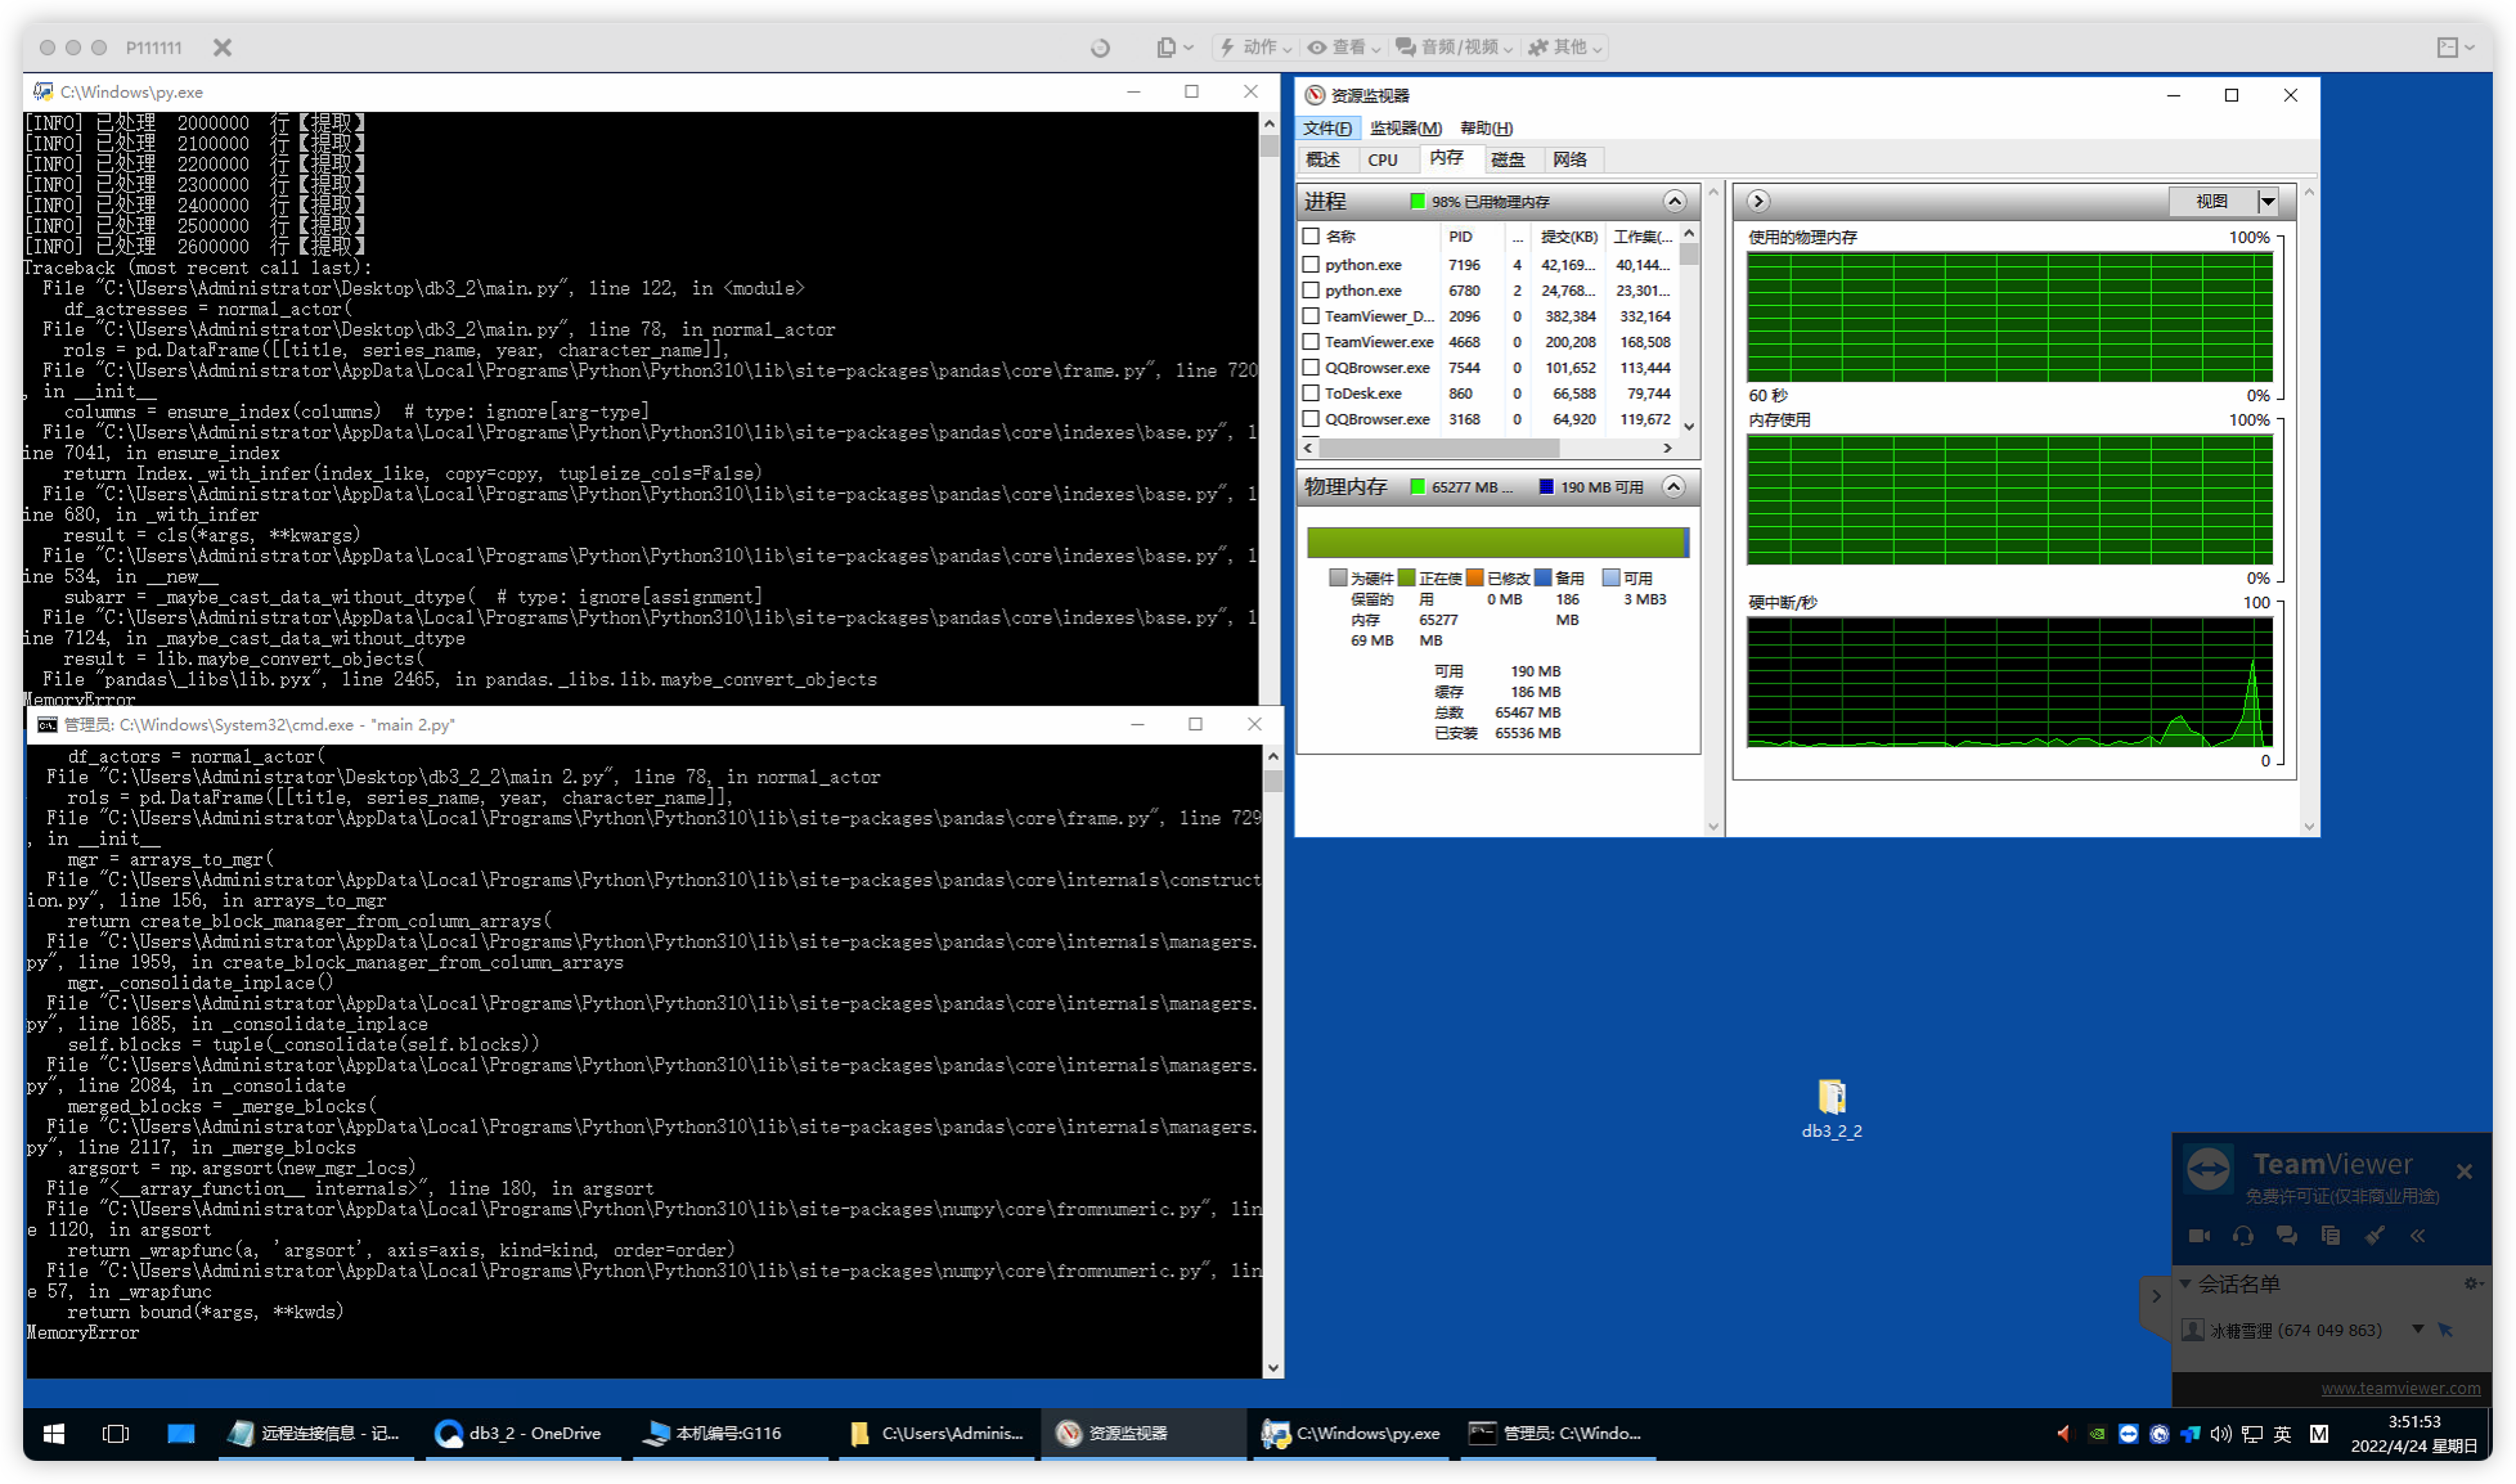 P111111
动作
查看
音频/视频
其他
C:\Windows\py.exe
[INFO] 已处理 2000000 行【提取】
[INFO] 已处理 2100000 行【提取】
[INFO] 已处理 2200000 行【提取】
[INFO] 已处理 2300000 行【提取】
[INFO] 已处理 2400000 行【提取】
[INFO] 已处理 2500000 行【提取】
[INFO] 已处理 2600000 行【提取】
Traceback (most recent call last):
File "C:\Users\Administrator\Desktop\db3_2\main.py", line 122, in <module>
df_actresses = normal_actor(
File "C:\Users\Administrator\Desktop\db3_2\main.py", line 78, in normal_actor
rols = pd.DataFrame([[title, series_name, year, character_name]],
File "C:\Users\Administrator\AppData\Local\Programs\Python\Python310\lib\site-packages\pandas\core\frame.py", line 720
, in __init__
columns = ensure_index(columns)  # type: ignore[arg-type]
File "C:\Users\Administrator\AppData\Local\Programs\Python\Python310\lib\site-packages\pandas\core\indexes\base.py", l
ine 7041, in ensure_index
return Index._with_infer(index_like, copy=copy, tupleize_cols=False)
File "C:\Users\Administrator\AppData\Local\Programs\Python\Python310\lib\site-packages\pandas\core\indexes\base.py", l
ine 680, in _with_infer
result = cls(*args, **kwargs)
File "C:\Users\Administrator\AppData\Local\Programs\Python\Python310\lib\site-packages\pandas\core\indexes\base.py", l
ine 534, in __new__
subarr = _maybe_cast_data_without_dtype(  # type: ignore[assignment]
File "C:\Users\Administrator\AppData\Local\Programs\Python\Python310\lib\site-packages\pandas\core\indexes\base.py", l
ine 7124, in _maybe_cast_data_without_dtype
result = lib.maybe_convert_objects(
File "pandas\_libs\lib.pyx", line 2465, in pandas._libs.lib.maybe_convert_objects
MemoryError
管理员: C:\Windows\System32\cmd.exe - "main 2.py"
df_actors = normal_actor(
File "C:\Users\Administrator\Desktop\db3_2_2\main 2.py", line 78, in normal_actor
rols = pd.DataFrame([[title, series_name, year, character_name]],
File "C:\Users\Administrator\AppData\Local\Programs\Python\Python310\lib\site-packages\pandas\core\frame.py", line 729
, in __init__
mgr = arrays_to_mgr(
File "C:\Users\Administrator\AppData\Local\Programs\Python\Python310\lib\site-packages\pandas\core\internals\construct
ion.py", line 156, in arrays_to_mgr
return create_block_manager_from_column_arrays(
File "C:\Users\Administrator\AppData\Local\Programs\Python\Python310\lib\site-packages\pandas\core\internals\managers.
py", line 1959, in create_block_manager_from_column_arrays
mgr._consolidate_inplace()
File "C:\Users\Administrator\AppData\Local\Programs\Python\Python310\lib\site-packages\pandas\core\internals\managers.
py", line 1685, in _consolidate_inplace
self.blocks = tuple(_consolidate(self.blocks))
File "C:\Users\Administrator\AppData\Local\Programs\Python\Python310\lib\site-packages\pandas\core\internals\managers.
py", line 2084, in _consolidate
merged_blocks = _merge_blocks(
File "C:\Users\Administrator\AppData\Local\Programs\Python\Python310\lib\site-packages\pandas\core\internals\managers.
py", line 2117, in _merge_blocks
argsort = np.argsort(new_mgr_locs)
File "<__array_function__ internals>", line 180, in argsort
File "C:\Users\Administrator\AppData\Local\Programs\Python\Python310\lib\site-packages\numpy\core\fromnumeric.py", lin
e 1120, in argsort
return _wrapfunc(a, 'argsort', axis=axis, kind=kind, order=order)
File "C:\Users\Administrator\AppData\Local\Programs\Python\Python310\lib\site-packages\numpy\core\fromnumeric.py", lin
e 57, in _wrapfunc
return bound(*args, **kwds)
MemoryError
资源监视器
文件(F) 监视器(M) 帮助(H)
概述 CPU 内存 磁盘 网络
进程 98% 已用物理内存
名称 PID ... 提交(KB) 工作集(...
python.exe 7196 4 42,169... 40,144...
python.exe 6780 2 24,768... 23,301...
TeamViewer_D... 2096 0 382,384 332,164
TeamViewer.exe 4668 0 200,208 168,508
QQBrowser.exe 7544 0 101,652 113,444
ToDesk.exe 860 0 66,588 79,744
QQBrowser.exe 3168 0 64,920 119,672
物理内存 65277 MB ... 190 MB 可用
为硬件保留的内存 69 MB
正在使用 65277 MB
已修改 0 MB
备用 186 MB
可用 3 MB3
可用 190 MB
缓存 186 MB
总数 65467 MB
已安装 65536 MB
视图
使用的物理内存 100%
60 秒 0%
内存使用 100%
0%
硬中断/秒 100
0
db3_2_2
TeamViewer
免费许可证(仅非商业用途)
会话名单
冰糖雪狸 (674 049 863)
www.teamviewer.com
远程连接信息 - 记...
db3_2 - OneDrive
本机编号:G116
C:\Users\Adminis...
资源监视器
C:\Windows\py.exe
管理员: C:\Windo...
英
M
3:51:53
2022/4/24 星期日